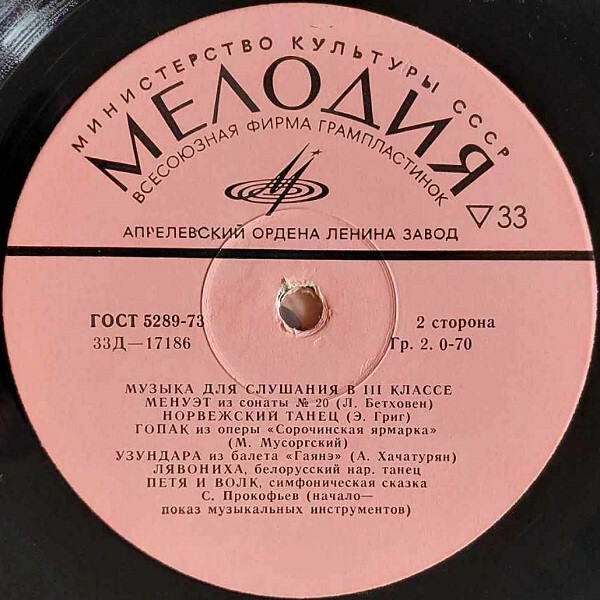 МИНИСТЕРСТВО КУЛЬТУРЫ СССР
МЕЛОДИЯ
ВСЕСОЮЗНАЯ ФИРМА ГРАМПЛАСТИНОК
33
АПРЕЛЕВСКИЙ ОРДЕНА ЛЕНИНА ЗАВОД
ГОСТ 5289-73
2 сторона
33Д—17186
Гр. 2. 0-70
МУЗЫКА ДЛЯ СЛУШАНИЯ В III КЛАССЕ
МЕНУЭТ из сонаты № 20 (Л. Бетховен)
НОРВЕЖСКИЙ ТАНЕЦ (Э. Григ)
ГОПАК из оперы «Сорочинская ярмарка»
(М. Мусоргский)
УЗУНДАРА из балета «Гаянэ» (А. Хачатурян)
ЛЯВОНИХА, белорусский нар. танец
ПЕТЯ И ВОЛК, симфоническая сказка
С. Прокофьев (начало—
показ музыкальных инструментов)